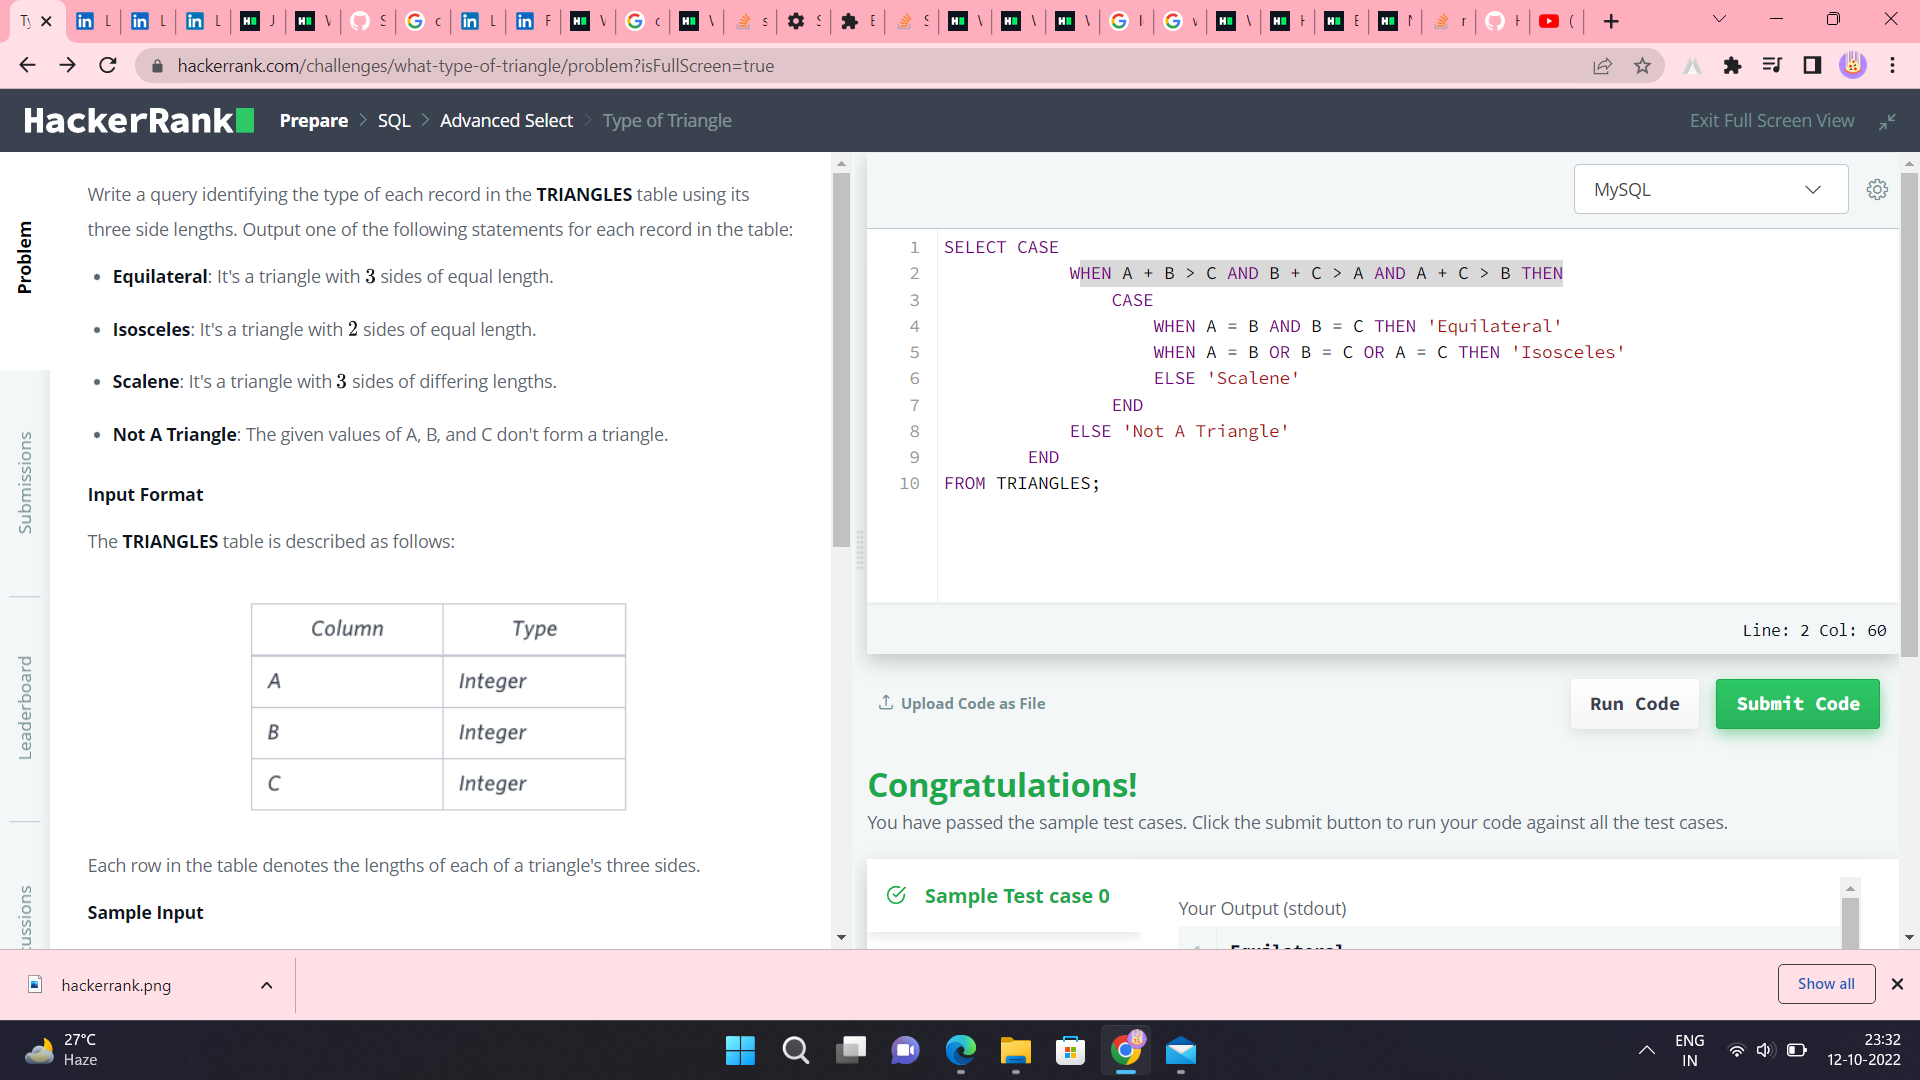 Ty
L
L
L
J
V
S
c
L
F
V
c
V
s
S
E
S
V
V
V
I
v
V
H
E
N
r
H
(
hackerrank.com/challenges/what-type-of-triangle/problem?isFullScreen=true
HackerRank
Prepare > SQL > Advanced Select > Type of Triangle
Exit Full Screen View
Problem
Submissions
Leaderboard
cussions
Write a query identifying the type of each record in the TRIANGLES table using its
three side lengths. Output one of the following statements for each record in the table:
• Equilateral: It's a triangle with 3 sides of equal length.
• Isosceles: It's a triangle with 2 sides of equal length.
• Scalene: It's a triangle with 3 sides of differing lengths.
• Not A Triangle: The given values of A, B, and C don't form a triangle.
Input Format
The TRIANGLES table is described as follows:
Column Type
A Integer
B Integer
C Integer
Each row in the table denotes the lengths of each of a triangle's three sides.
Sample Input
MySQL
1 SELECT CASE
2 WHEN A + B > C AND B + C > A AND A + C > B THEN
3 CASE
4 WHEN A = B AND B = C THEN 'Equilateral'
5 WHEN A = B OR B = C OR A = C THEN 'Isosceles'
6 ELSE 'Scalene'
7 END
8 ELSE 'Not A Triangle'
9 END
10 FROM TRIANGLES;
Line: 2 Col: 60
Upload Code as File
Run Code
Submit Code
Congratulations!
You have passed the sample test cases. Click the submit button to run your code against all the test cases.
Sample Test case 0
Your Output (stdout)
Equilateral
hackerrank.png
Show all
27°C
Haze
ENG
IN
23:32
12-10-2022